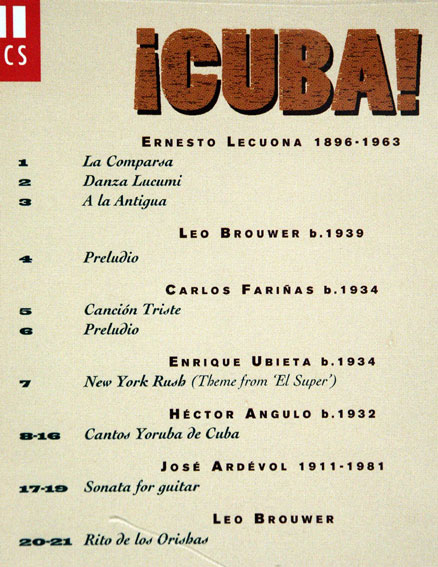 CS
¡CUBA!
ERNESTO LECUONA 1896-1963
1 La Comparsa
2 Danza Lucumi
3 A la Antigua
LEO BROUWER b.1939
4 Preludio
CARLOS FARIÑAS b.1934
5 Canción Triste
6 Preludio
ENRIQUE UBIETA b.1934
7 New York Rush (Theme from 'El Super')
HÉCTOR ANGULO b.1932
8-16 Cantos Yoruba de Cuba
JOSÉ ARDÉVOL 1911-1981
17-19 Sonata for guitar
LEO BROUWER
20-21 Rito de los Orishas